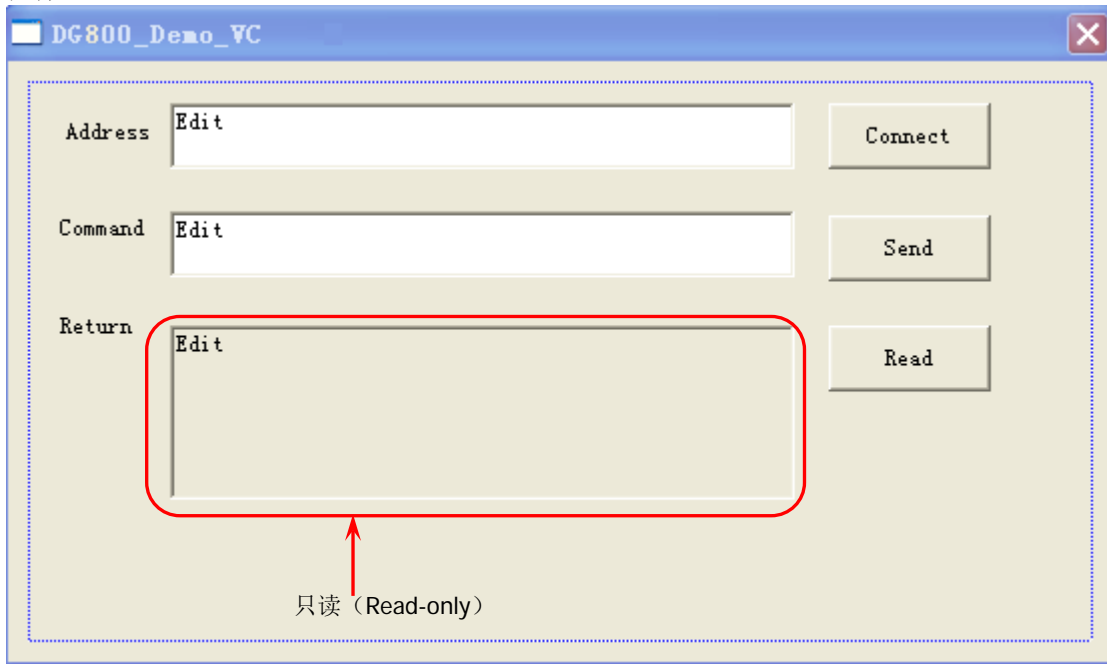 DG800_Demo_VC
Address
Edit
Connect
Command
Edit
Send
Return
Edit
Read
只读（Read-only）